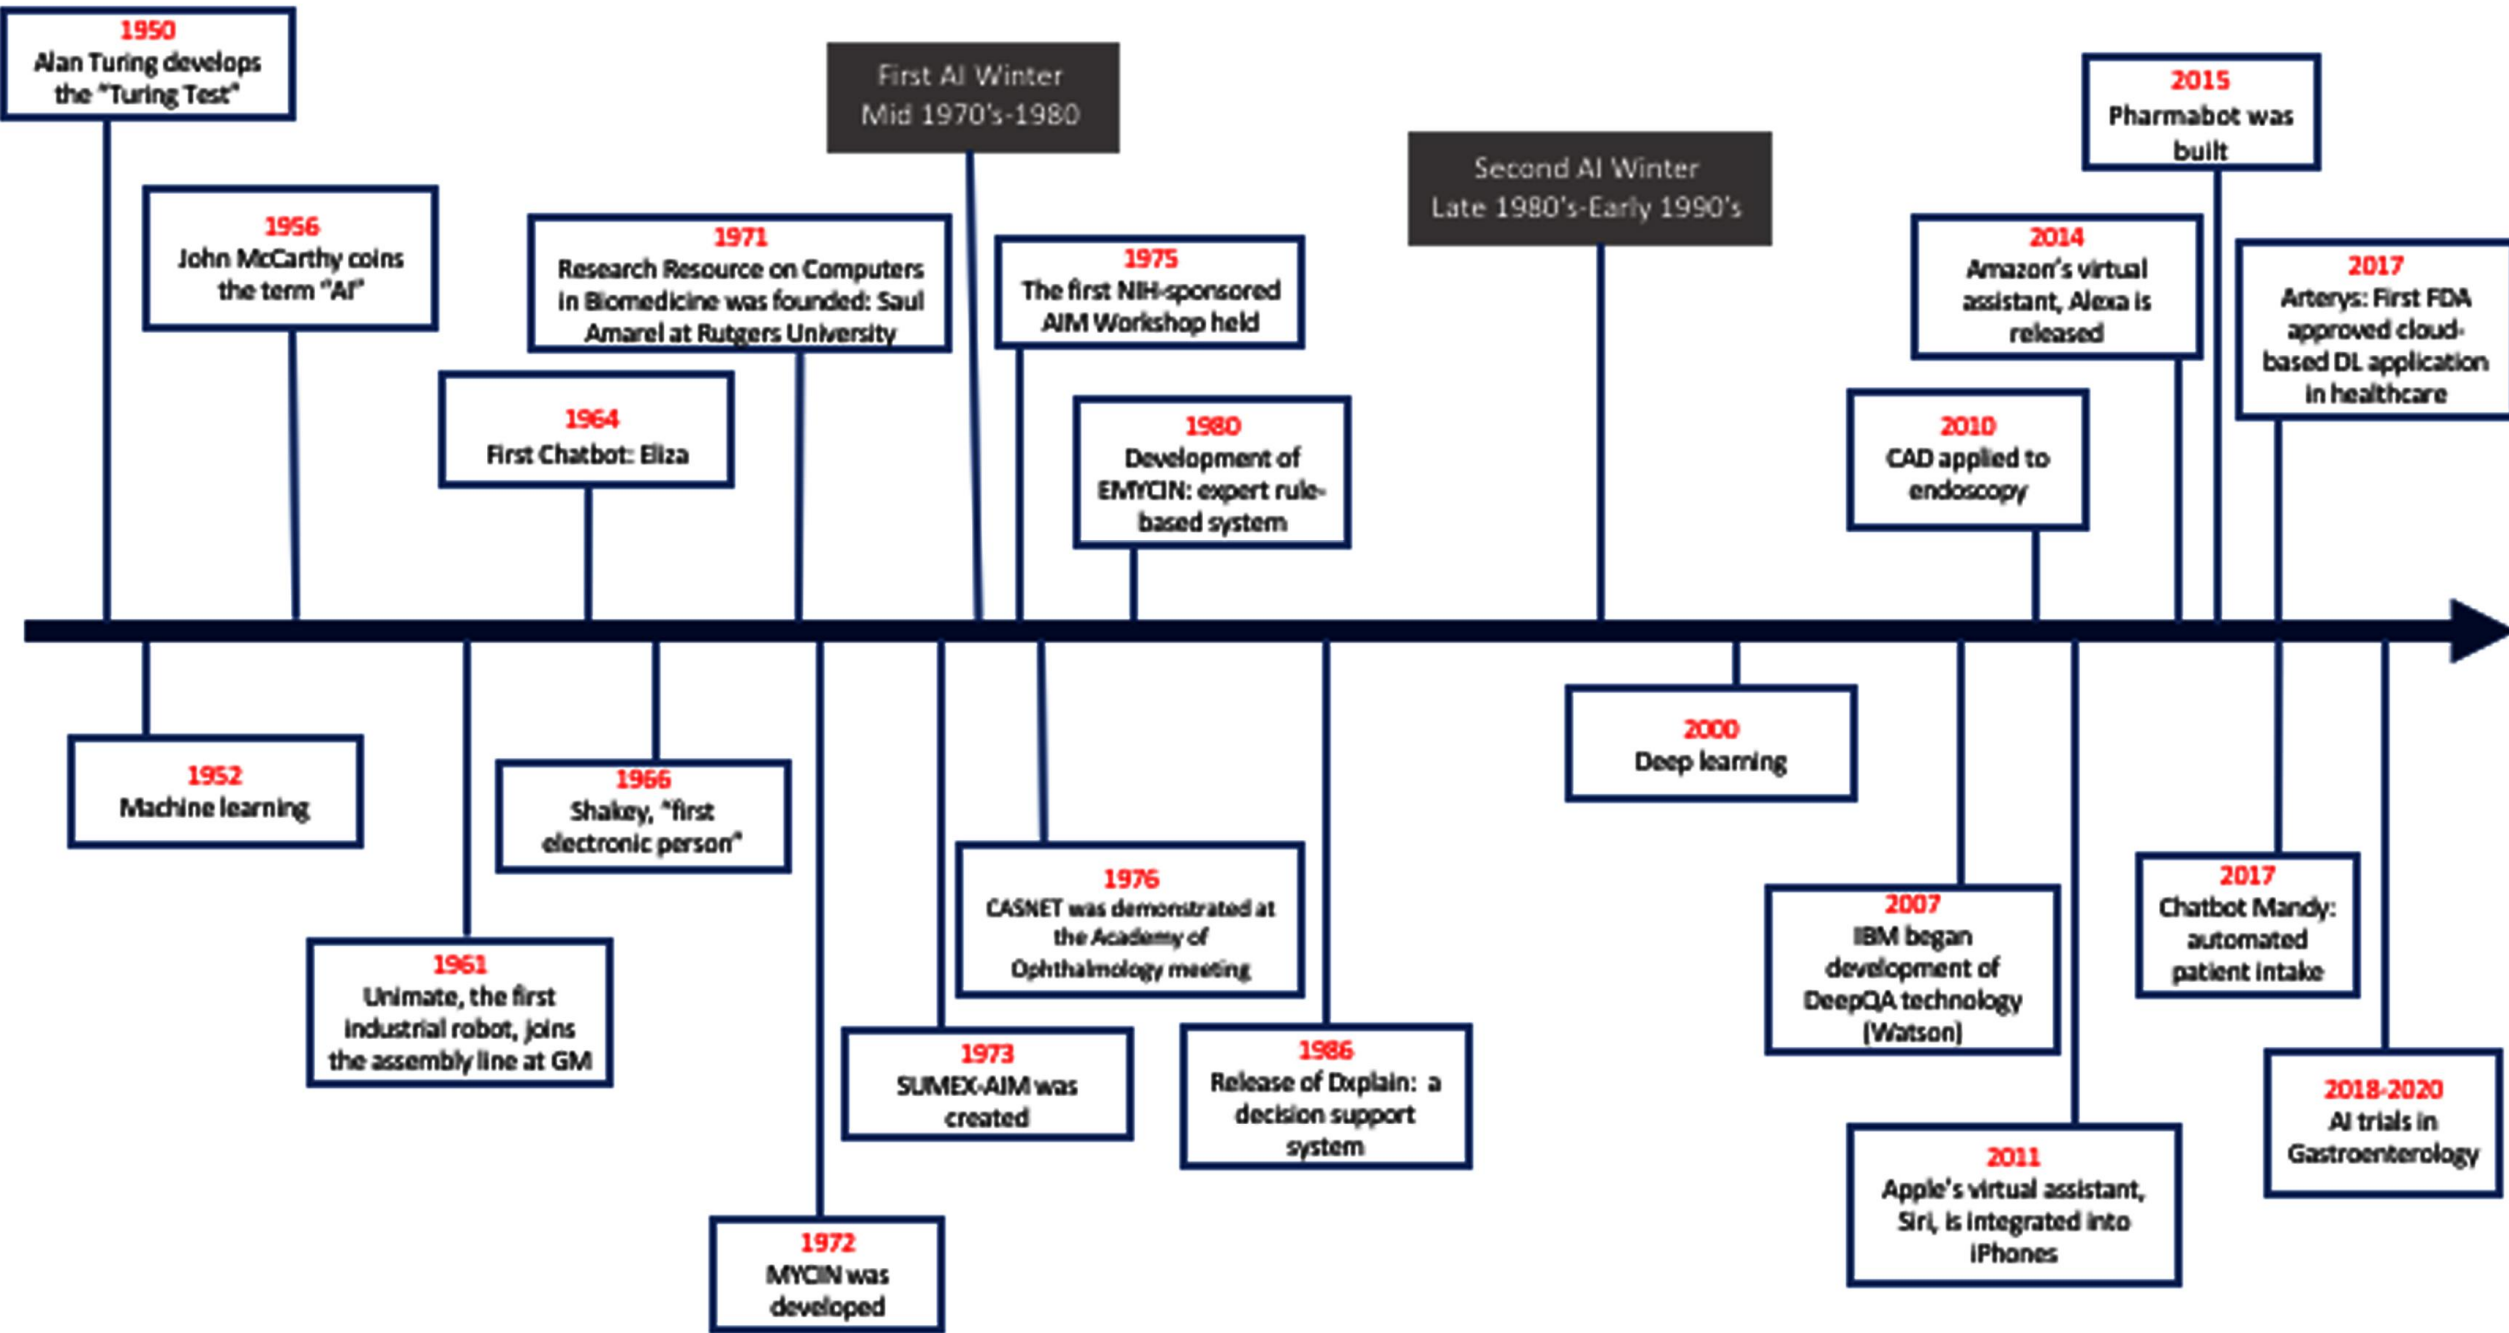 1950
Alan Turing develops
the "Turing Test"
First AI Winter
Mid 1970's-1980
2015
Pharmabot was
built
Second AI Winter
Late 1980's-Early 1990's
1956
John McCarthy coins
the term "AI"
1971
Research Resource on Computers
in Biomedicine was founded: Saul
Amarel at Rutgers University
1975
The first NIH-sponsored
AIM Workshop held
2014
Amazon's virtual
assistant, Alexa is
released
2017
Arterys: First FDA
approved cloud-
based DL application
in healthcare
1964
First Chatbot: Eliza
1980
Development of
EMYCIN: expert rule-
based system
2010
CAD applied to
endoscopy
1952
Machine learning
1966
Shakey, "first
electronic person"
2000
Deep learning
1961
Unimate, the first
industrial robot, joins
the assembly line at GM
1976
CASNET was demonstrated at
the Academy of
Ophthalmology meeting
2007
IBM began
development of
DeepQA technology
(Watson)
2017
Chatbot Mandy:
automated
patient intake
1973
SUMEX-AIM was
created
1986
Release of Dxplain: a
decision support
system
2018-2020
AI trials in
Gastroenterology
2011
Apple's virtual assistant,
Siri, is integrated into
iPhones
1972
MYCIN was
developed